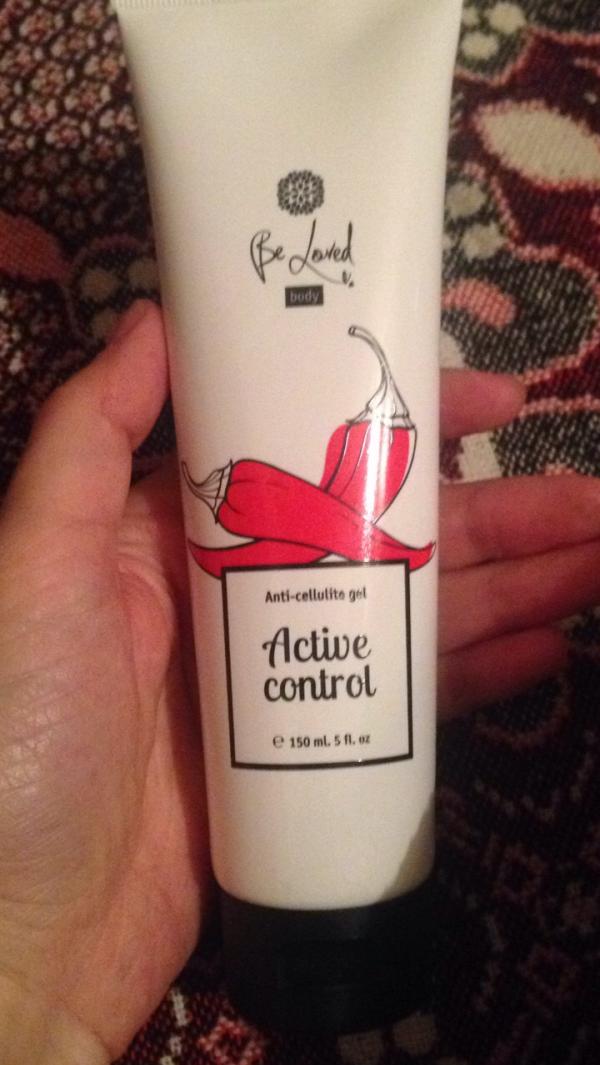 Be Loved
body
Anti-cellulite gel
Active
control
℮ 150 ml. 5 fl. oz